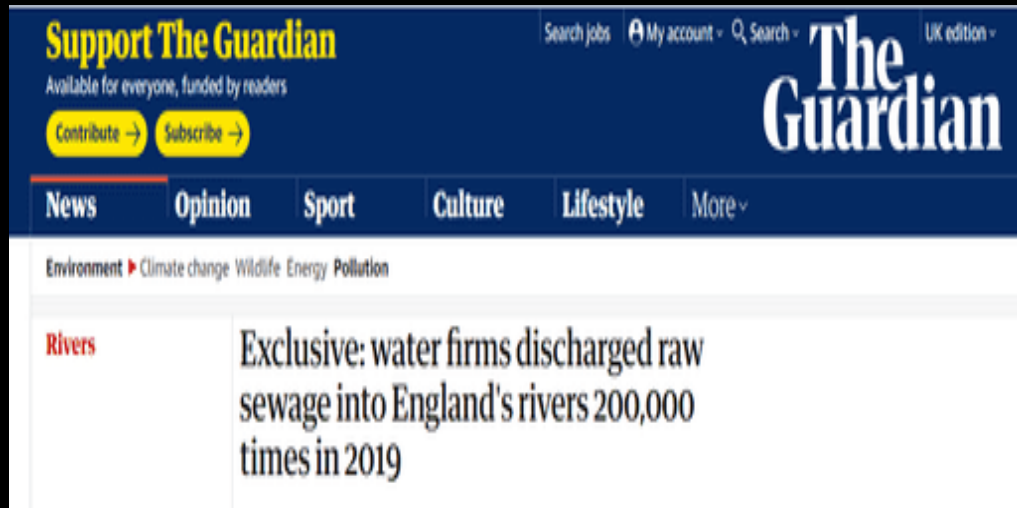 Support The Guardian
Available for everyone, funded by readers
Contribute → Subscribe →
Search jobs My account Search UK edition
The
Guardian
News Opinion Sport Culture Lifestyle More
Environment Climate change Wildlife Energy Pollution
Rivers
Exclusive: water firms discharged raw
sewage into England's rivers 200,000
times in 2019